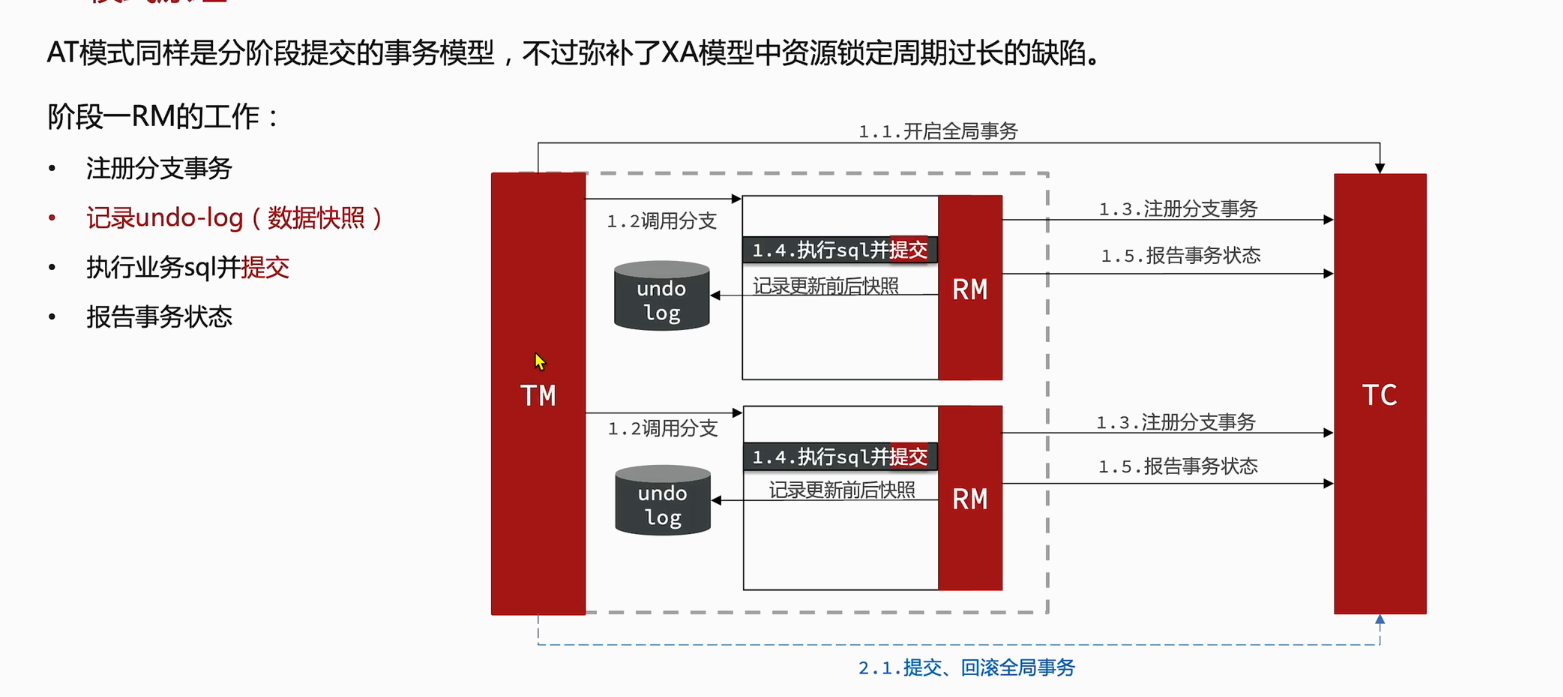 AT模式同样是分阶段提交的事务模型，不过弥补了XA模型中资源锁定周期过长的缺陷。
阶段一RM的工作：
• 注册分支事务
• 记录undo-log（数据快照）
• 执行业务sql并提交
• 报告事务状态
1.1.开启全局事务
TM
1.2调用分支
1.4.执行sql并提交
记录更新前后快照
undo
log
RM
1.3.注册分支事务
1.5.报告事务状态
1.2调用分支
1.4.执行sql并提交
记录更新前后快照
undo
log
RM
1.3.注册分支事务
1.5.报告事务状态
TC
2.1.提交、回滚全局事务